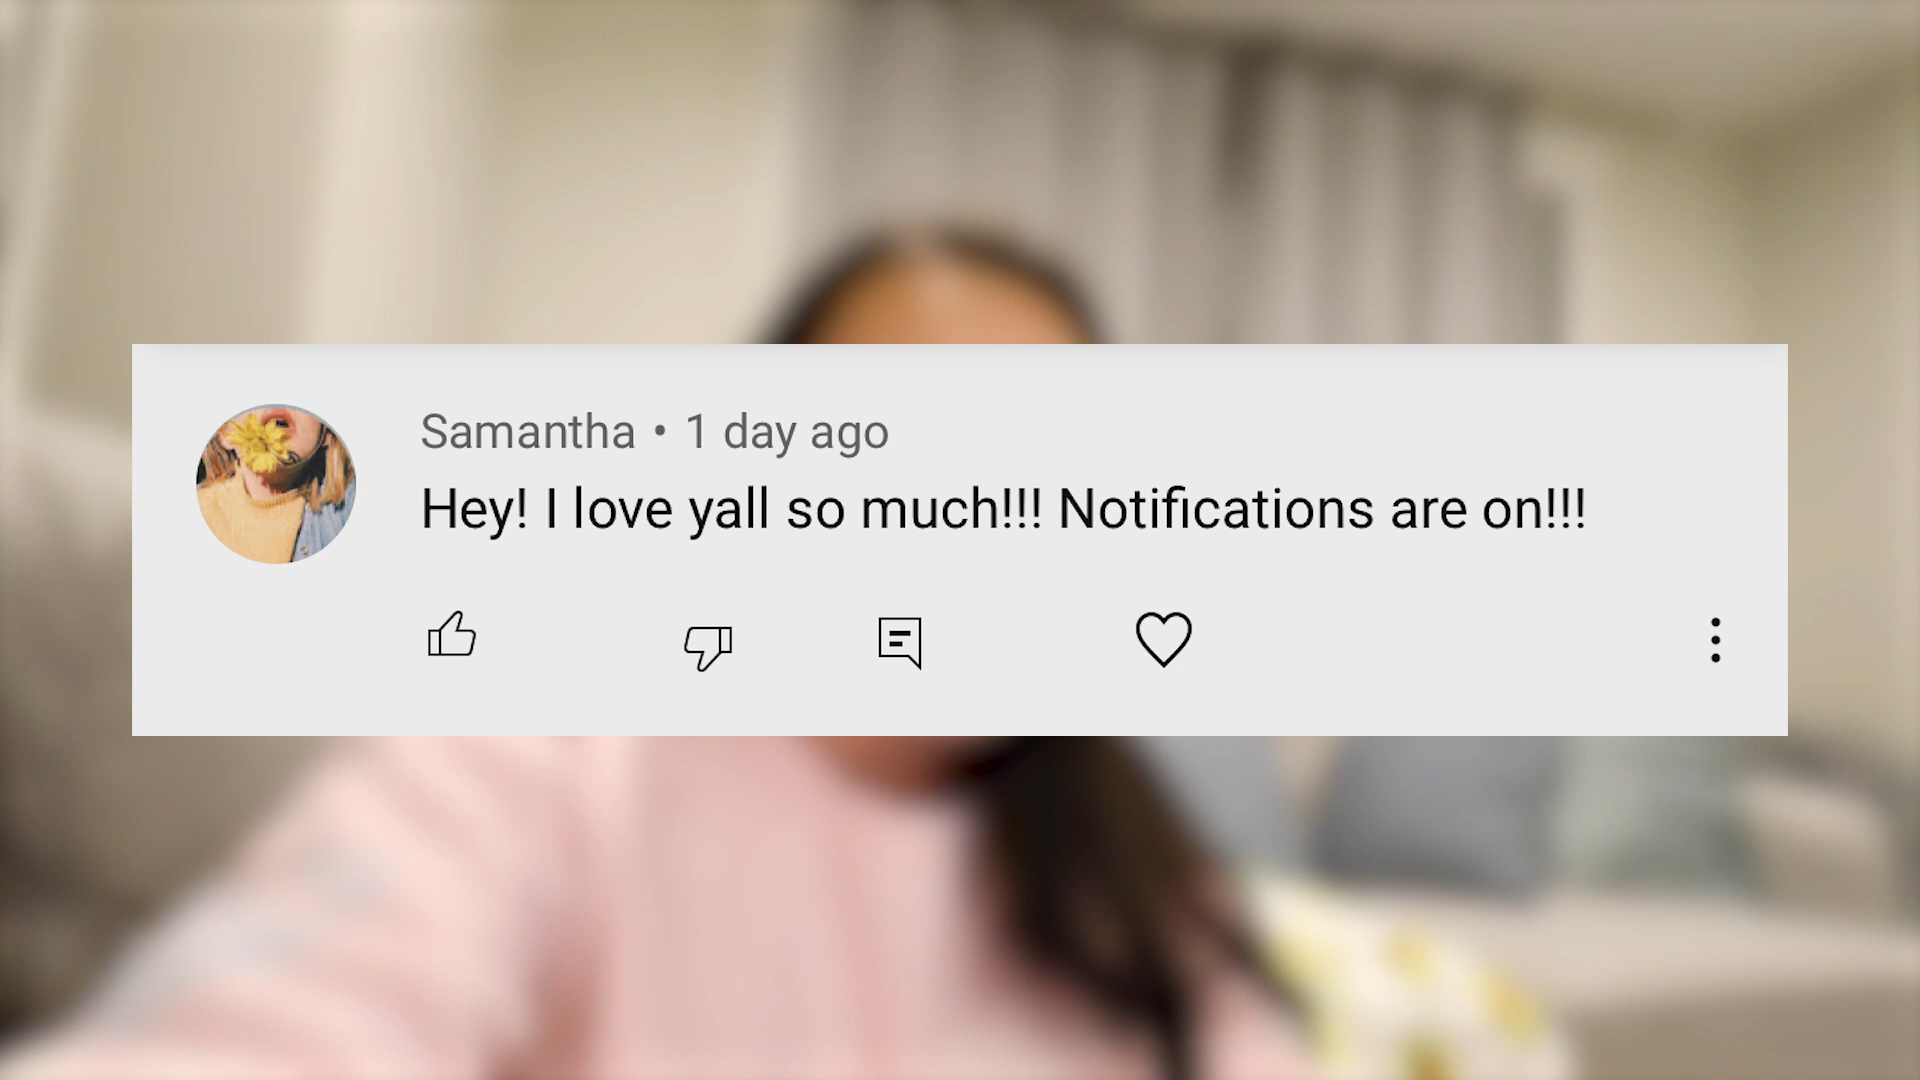 Samantha • 1 day ago
Hey! I love yall so much!!! Notifications are on!!!